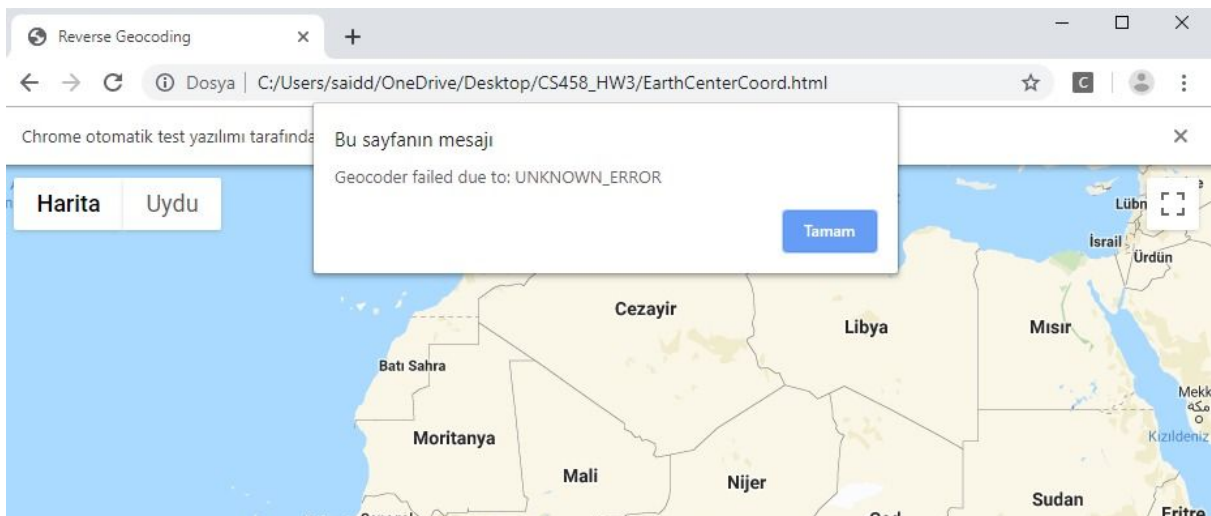 Reverse Geocoding
Dosya | C:/Users/saidd/OneDrive/Desktop/CS458_HW3/EarthCenterCoord.html
C
Chrome otomatik test yazılımı tarafında
Bu sayfanın mesajı
Geocoder failed due to: UNKNOWN_ERROR
Tamam
Harita Uydu
Lübn
İsrail
Ürdün
Cezayir
Libya
Mısır
Batı Sahra
Mekk
مكة
Kızıldeniz
Moritanya
Mali
Nijer
Sudan
Eritre